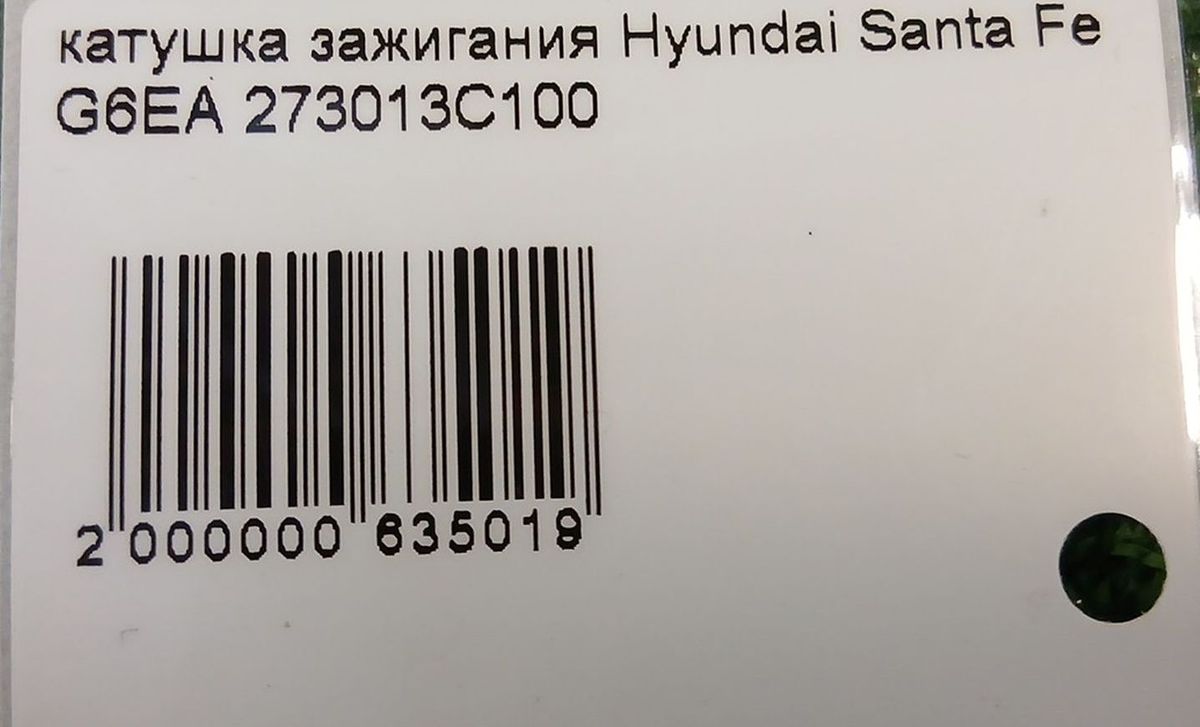 катушка зажигания Hyundai Santa Fe
G6EA 273013C100
2 000000 635019